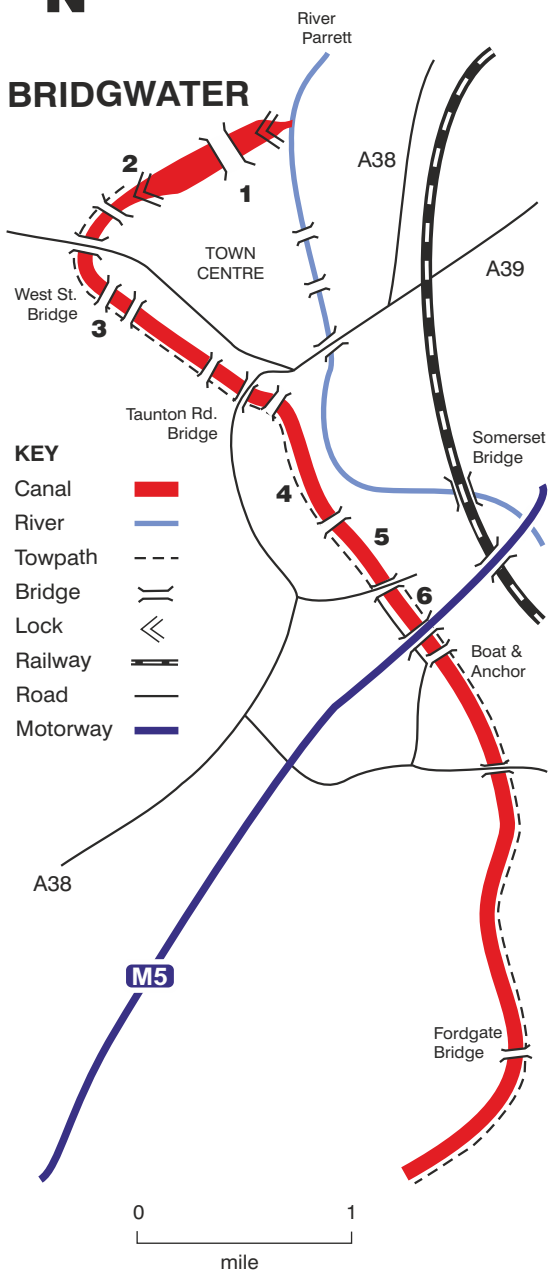 N
River
Parrett
BRIDGWATER
2
1
A38
TOWN
CENTRE
A39
West St.
Bridge
3
Taunton Rd.
Bridge
Somerset
Bridge
KEY
Canal
River
Towpath
Bridge
Lock
Railway
Road
Motorway
4
5
6
Boat &
Anchor
A38
M5
Fordgate
Bridge
0 1
mile